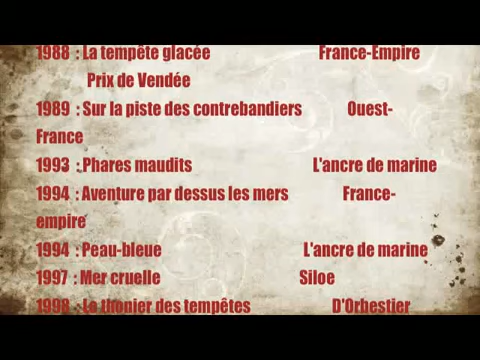 1988 : La tempête glacée France-Empire
Prix de Vendée
1989 : Sur la piste des contrebandiers Ouest-
France
1993 : Phares maudits L'ancre de marine
1994 : Aventure par dessus les mers France-
empire
1994 : Peau-bleue L'ancre de marine
1997 : Mer cruelle Siloe
1998 : Le thonier des tempêtes D'Orbestier